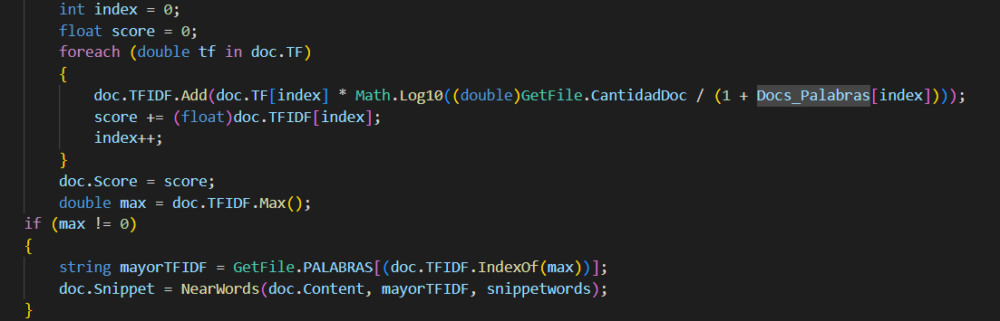 int index = 0;
float score = 0;
foreach (double tf in doc.TF)
{
doc.TFIDF.Add(doc.TF[index] * Math.Log10((double)GetFile.CantidadDoc / (1 + Docs_Palabras[index])));
score += (float)doc.TFIDF[index];
index++;
}
doc.Score = score;
double max = doc.TFIDF.Max();
if (max != 0)
{
string mayorTFIDF = GetFile.PALABRAS[(doc.TFIDF.IndexOf(max))];
doc.Snippet = NearWords(doc.Content, mayorTFIDF, snippetwords);
}